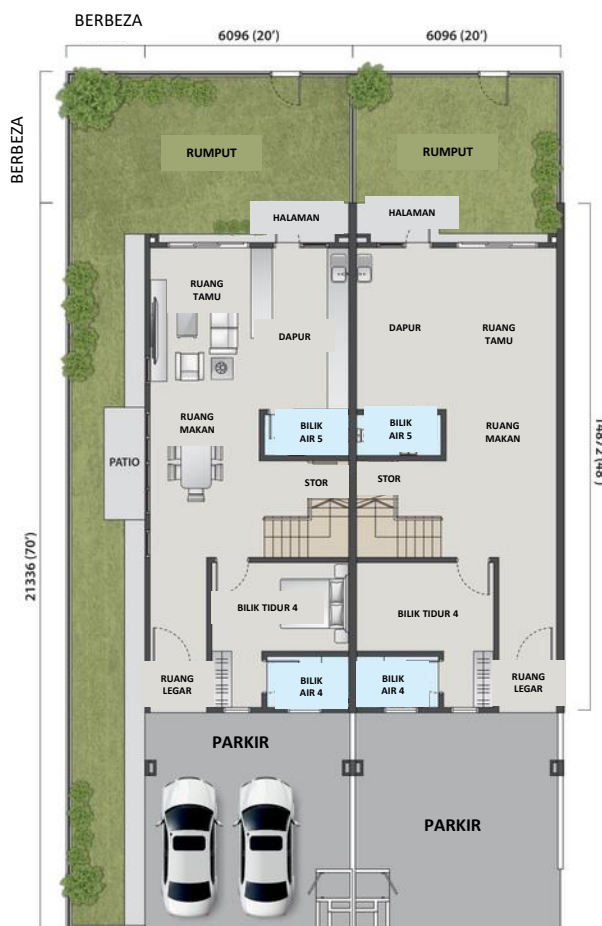 BERBEZA
6096 (20') 6096 (20')
BERBEZA
RUMPUT
RUMPUT
HALAMAN
HALAMAN
RUANG
TAMU
DAPUR
DAPUR
RUANG
TAMU
RUANG
MAKAN
BILIK
AIR 5
BILIK
AIR 5
RUANG
MAKAN
PATIO
STOR
STOR
14872 (48')
21336 (70')
BILIK TIDUR 4
BILIK TIDUR 4
RUANG
LEGAR
BILIK
AIR 4
BILIK
AIR 4
RUANG
LEGAR
PARKIR
PARKIR